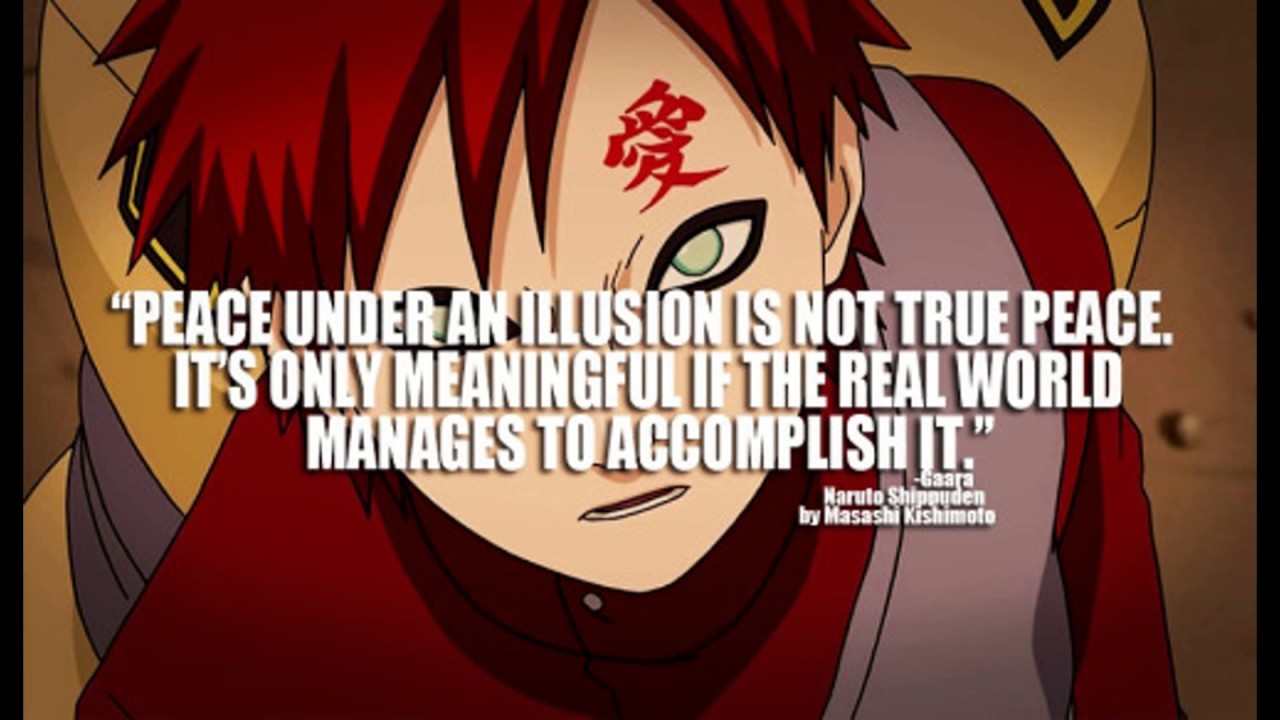 愛
“PEACE UNDER AN ILLUSION IS NOT TRUE PEACE.
IT’S ONLY MEANINGFUL IF THE REAL WORLD
MANAGES TO ACCOMPLISH IT.”
-Gaara
Naruto Shippuden
by Masashi Kishimoto